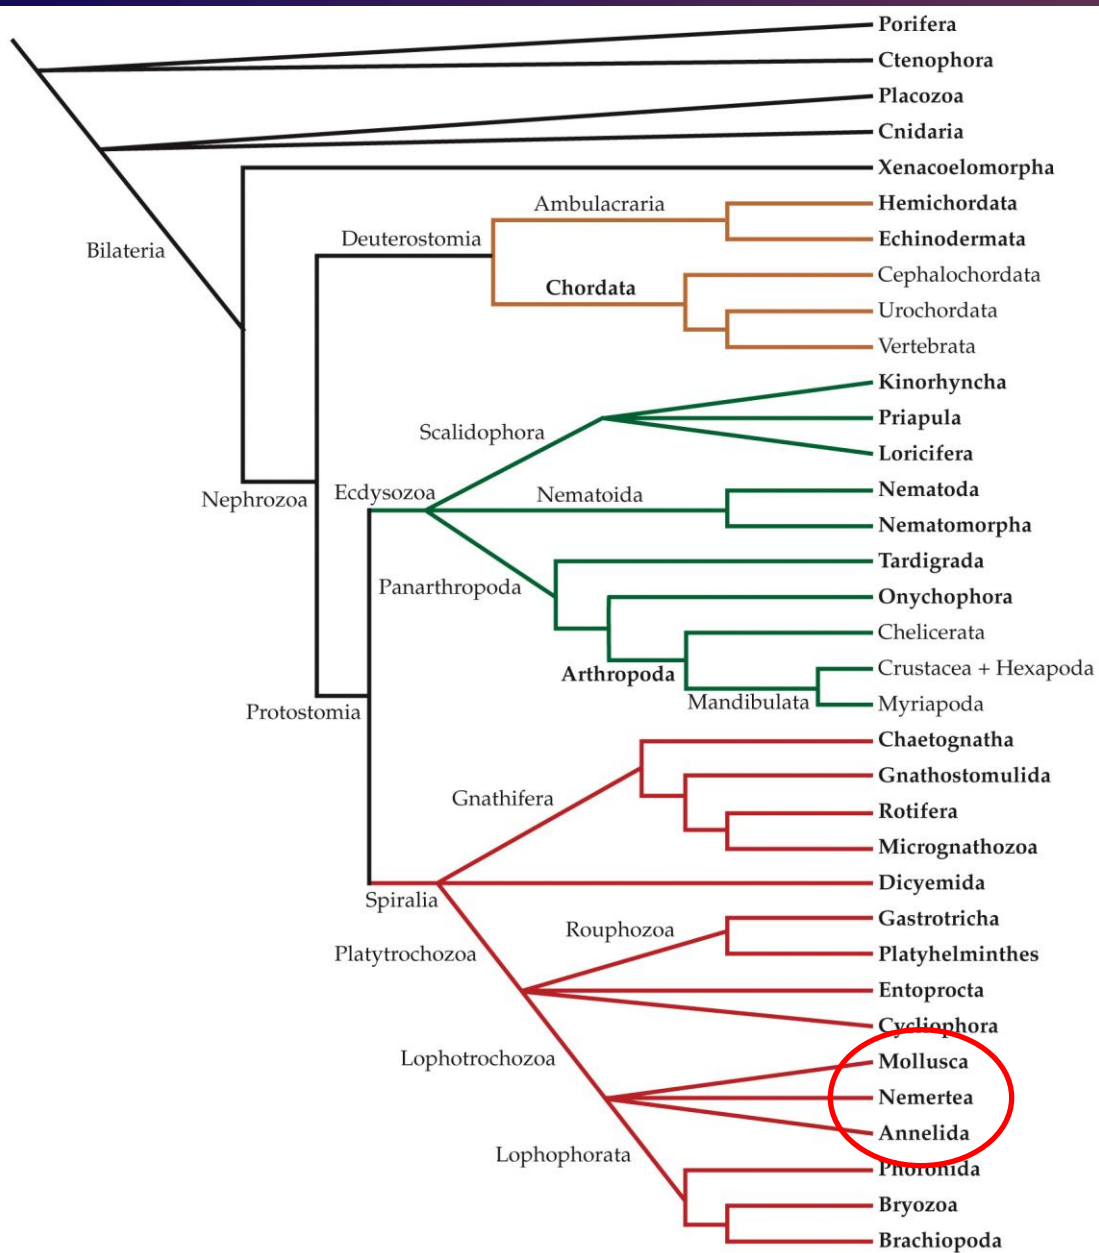 Porifera
Ctenophora
Placozoa
Cnidaria
Xenacoelomorpha
Ambulacraria
Hemichordata
Deuterostomia
Echinodermata
Bilateria
Cephalochordata
Chordata
Urochordata
Vertebrata
Kinorhyncha
Priapula
Scalidophora
Loricifera
Nephrozoa
Ecdysozoa
Nematoida
Nematoda
Nematomorpha
Tardigrada
Panarthropoda
Onychophora
Chelicerata
Arthropoda
Crustacea + Hexapoda
Mandibulata
Myriapoda
Protostomia
Chaetognatha
Gnathostomulida
Gnathifera
Rotifera
Micrognathozoa
Dicyemida
Spiralia
Gastrotricha
Rouphozoa
Platytrochozoa
Platyhelminthes
Entoprocta
Cycliophora
Lophotrochozoa
Mollusca
Nemertea
Annelida
Lophophorata
Phoronida
Bryozoa
Brachiopoda